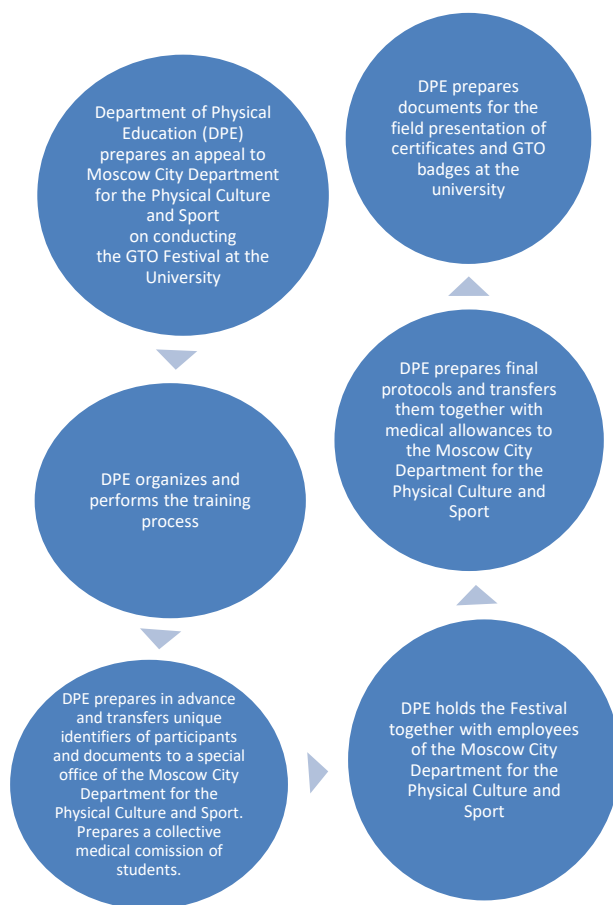 Department of Physical
Education (DPE)
prepares an appeal to
Moscow City Department
for the Physical Culture
and Sport
on conducting
the GTO Festival at the
University
DPE organizes and
performs the training
process
DPE prepares in advance
and transfers unique
identifiers of participants
and documents to a special
office of the Moscow City
Department for the
Physical Culture and Sport.
Prepares a collective
medical comission of
students.
DPE holds the Festival
together with employees
of the Moscow City
Department for the
Physical Culture and
Sport
DPE prepares final
protocols and transfers
them together with
medical allowances to
the Moscow City
Department for the
Physical Culture and
Sport
DPE prepares
documents for the
field presentation of
certificates and GTO
badges at the
university